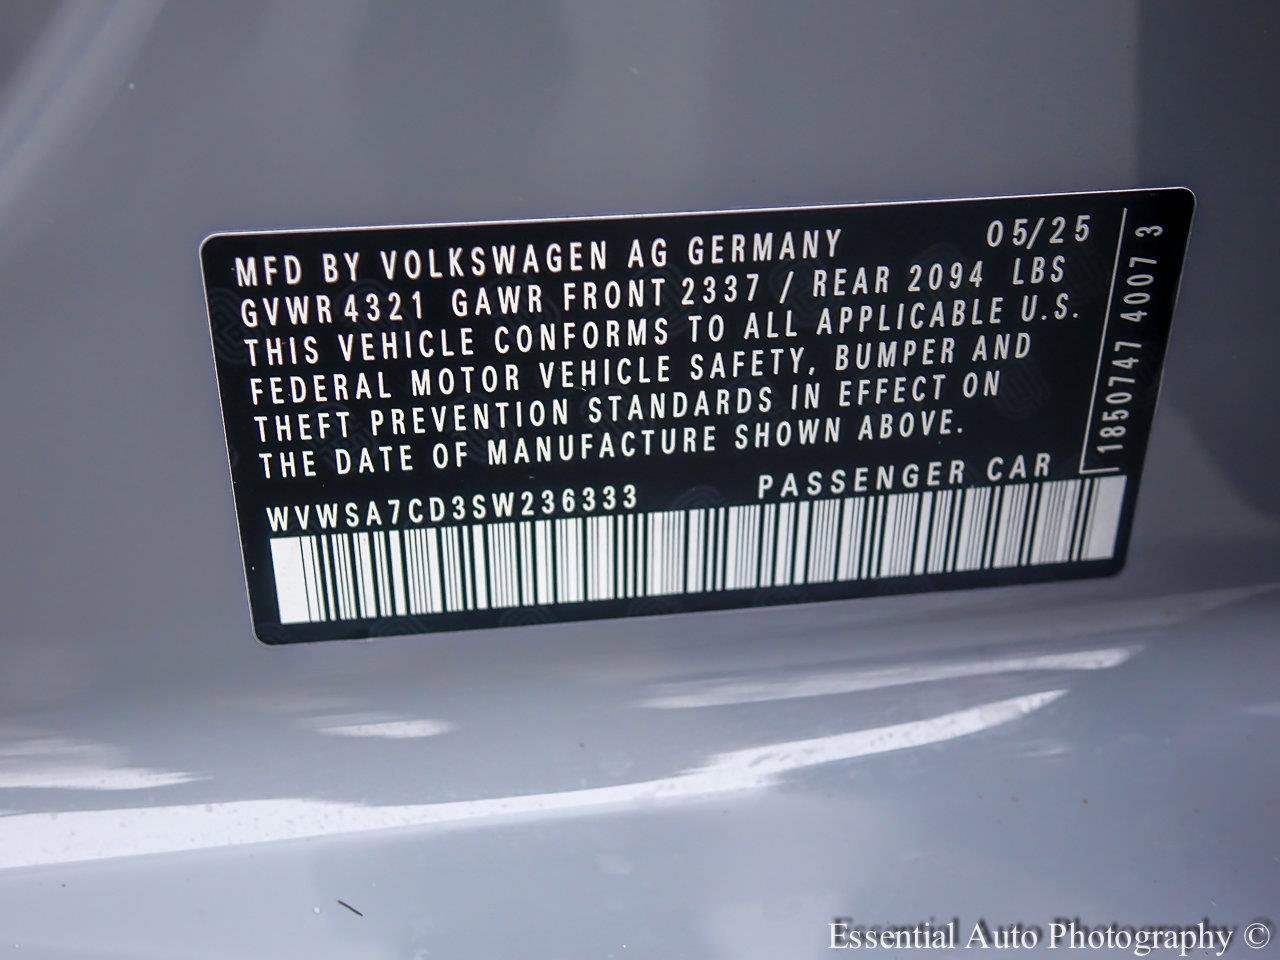 MFD BY VOLKSWAGEN AG GERMANY 05/25
GVWR 4321 GAWR FRONT 2337 / REAR 2094 LBS
THIS VEHICLE CONFORMS TO ALL APPLICABLE U.S.
FEDERAL MOTOR VEHICLE SAFETY, BUMPER AND
THEFT PREVENTION STANDARDS IN EFFECT ON
THE DATE OF MANUFACTURE SHOWN ABOVE.
WVWSA7CD3SW236333 PASSENGER CAR
1850747 4007 3
Essential Auto Photography ©